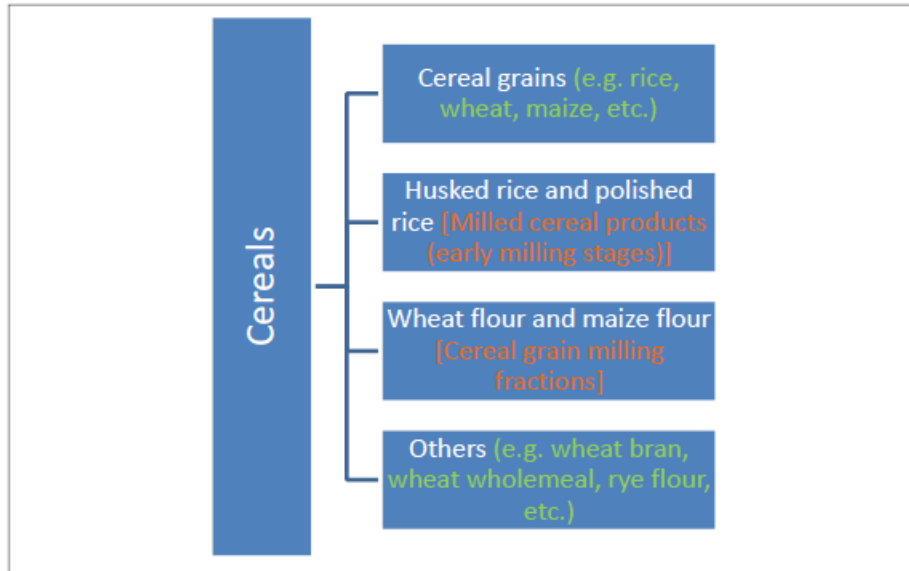 Cereals
Cereal grains (e.g. rice,
wheat, maize, etc.)
Husked rice and polished
rice [Milled cereal products
(early milling stages)]
Wheat flour and maize flour
[Cereal grain milling
fractions]
Others (e.g. wheat bran,
wheat wholemeal, rye flour,
etc.)